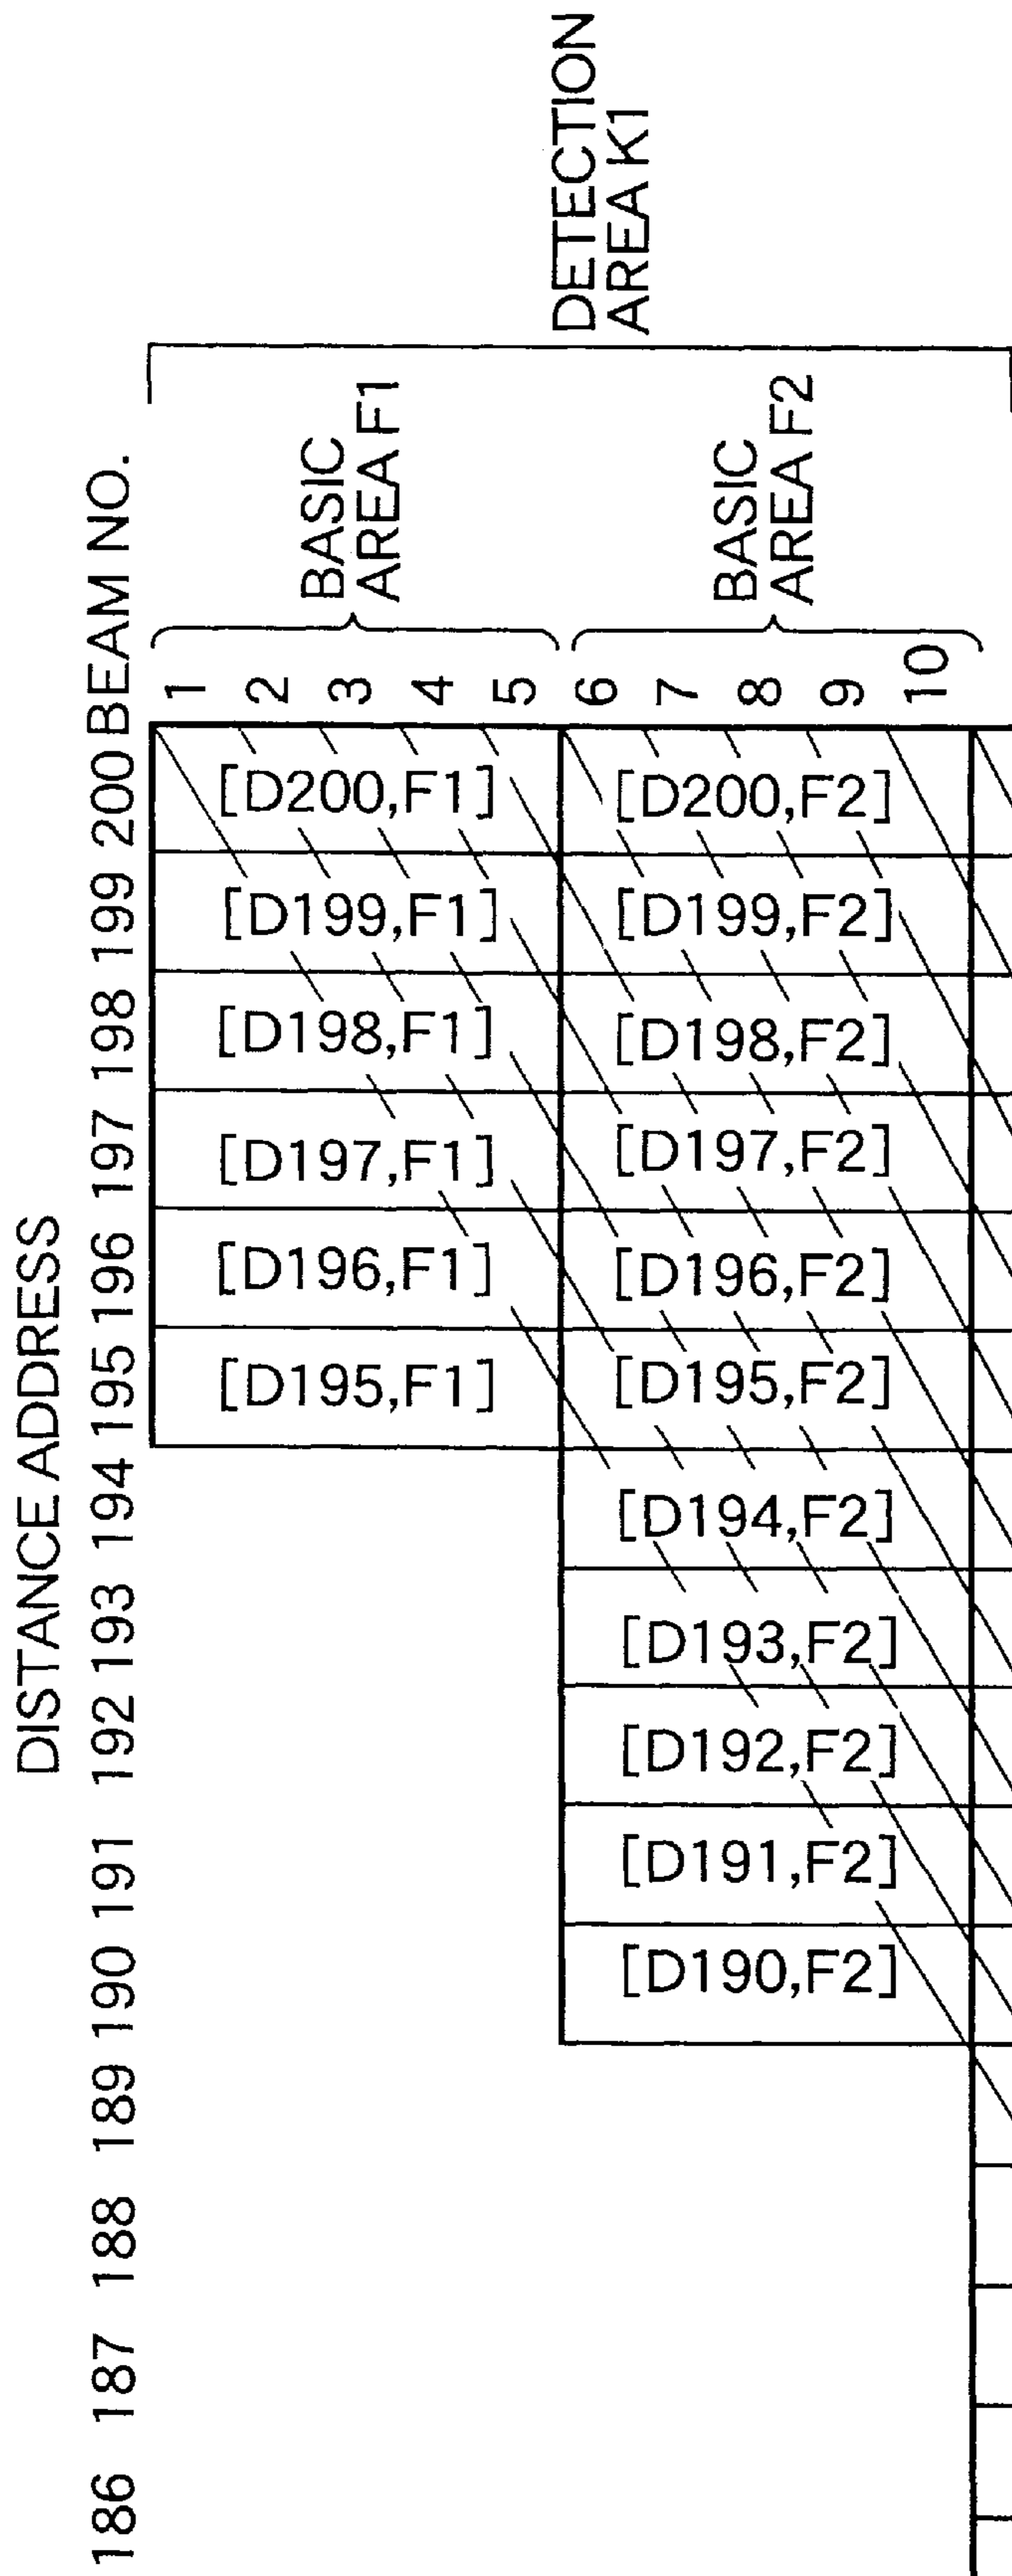 DISTANCE ADDRESS
186 187 188 189 190 191 192 193 194 195 196 197 198 199 200 BEAM NO.
1
2
3
4
5
6
7
8
9
10
[D200,F1]
[D199,F1]
[D198,F1]
[D197,F1]
[D196,F1]
[D195,F1]
[D200,F2]
[D199,F2]
[D198,F2]
[D197,F2]
[D196,F2]
[D195,F2]
[D194,F2]
[D193,F2]
[D192,F2]
[D191,F2]
[D190,F2]
BASIC
AREA F1
BASIC
AREA F2
DETECTION
AREA K1